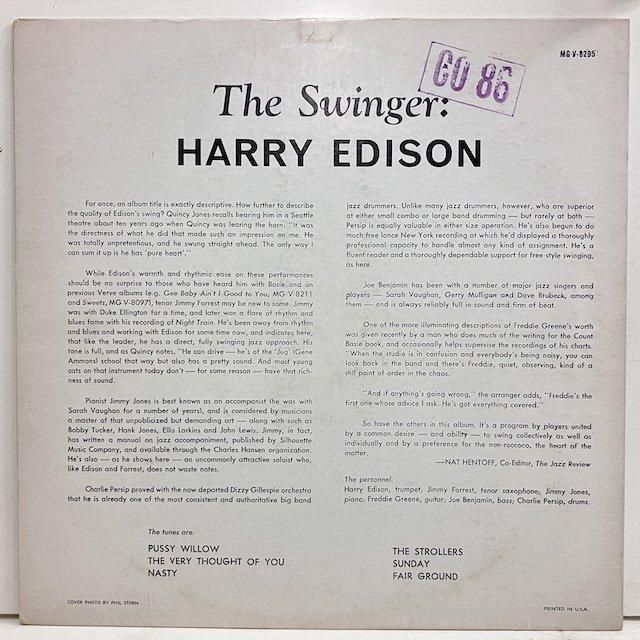 MG V-8295
CO 86
The Swinger:
HARRY EDISON
For once, an album title is exactly descriptive. How further to describe
the quality of Edison's swing? Quincy Jones recalls hearing him in a Seattle
theatre about ten years ago when Quincy was learing the horn: "It was
the directness of what he did that made such an impression on me. He
was totally unpretentious, and he swung straight ahead. The only way I
can sum it up is he has 'pure heart'."
While Edison's warmth and rhythmic ease on these performances
should be no surprise to those who have heard him with Basie and on
previous Verve albums (e.g. Gee Baby Ain't I Good to You, MG V-8211
and Sweets, MG V-8097), tenor Jimmy Forrest may be new to some. Jimmy
was with Duke Ellington for a time, and later won a flare of rhythm and
blues fame with his recording of Night Train. He's been away from rhythm
and blues and working with Edison for some time now, and indicates here,
that like the leader, he has a direct, fully swinging jazz approach. His
tone is full, and as Quincy notes, "He can drive — he's of the 'Jug' (Gene
Ammons) school that way but also has a pretty sound. And most young
cats on that instrument today don't — for some reason — have that rich-
ness of sound.
Pianist Jimmy Jones is best known as an accompanist (he was with
Sarah Vaughan for a number of years), and is considered by musicians
a master of that unpublicized but demanding art — along with such as
Bobby Tucker, Hank Jones, Ellis Larkins and John Lewis. Jimmy, in fact,
has written a manual on jazz accompaniment, published by Silhouette
Music Company, and available through the Charles Hansen organization.
He's also — as he shows here — an uncommonly attractive soloist who,
like Edison and Forrest, does not waste notes.
Charlie Persip proved with the now departed Dizzy Gillespie orchestra
that he is already one of the most consistent and authoritative big band
jazz drummers. Unlike many jazz drummers, however, who are superior
at either small combo or large band drumming — but rarely at both —
Persip is equally valuable in either size operation. He's also begun to do
much free lance New York recording at which he'd displayed a thoroughly
professional capacity to handle almost any kind of assignment. He's a
fluent reader and a thoroughly dependable support for free-style swinging,
as here.
Joe Benjamin has been with a number of major jazz singers and
players — Sarah Vaughan, Gerry Mulligan and Dave Brubeck, among
them — and is always reliably full in sound and firm of beat.
One of the more illuminating descriptions of Freddie Greene's worth
was given recently by a man who does much of the writing for the Count
Basie book, and occasionally helps supervise the recordings of his charts.
"When the studio is in confusion and everybody's being noisy, you can
look back in the band and there's Freddie, quiet, observing, kind of a
still point of order in the chaos.
"And if anything's going wrong," the arranger adds, "Freddie's the
first one whose advice I ask. He's got everything covered."
So have the others in this album. It's a program by players united
by a common desire — and ability — to swing collectively as well as
individually and by a preference for the non-roccoco, the heart of the
matter.
—NAT HENTOFF, Co-Editor, The Jazz Review
The personnel:
Harry Edison, trumpet; Jimmy Forrest, tenor saxophone; Jimmy Jones,
piano; Freddie Greene, guitar; Joe Benjamin, bass; Charlie Persip, drums.
The tunes are:
PUSSY WILLOW
THE VERY THOUGHT OF YOU
NASTY
THE STROLLERS
SUNDAY
FAIR GROUND
COVER PHOTO BY PHIL STERN
PRINTED IN U.S.A.